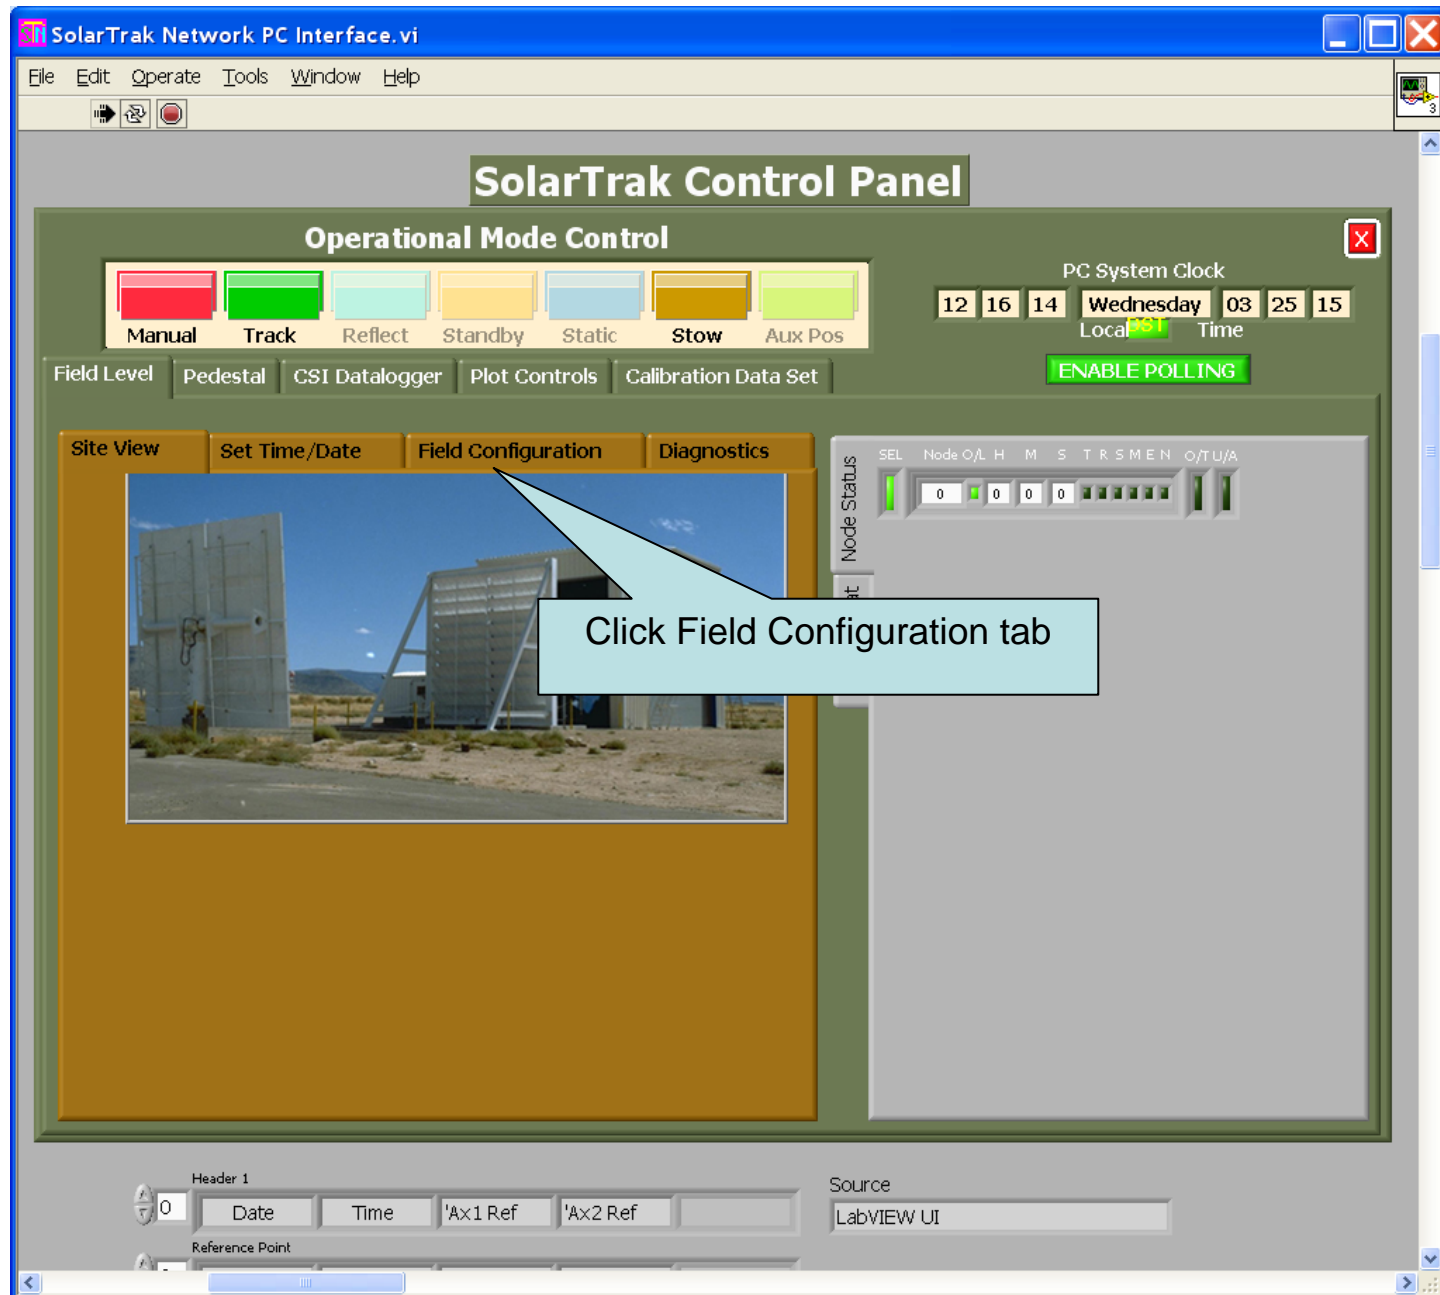 SolarTrak Network PC Interface.vi
File Edit Operate Tools Window Help
3
SolarTrak Control Panel
Operational Mode Control
X
Manual Track Reflect Standby Static Stow Aux Pos
PC System Clock
12 16 14 Wednesday 03 25 15
Local DST Time
ENABLE POLLING
Field Level Pedestal CSI Datalogger Plot Controls Calibration Data Set
Site View Set Time/Date Field Configuration Diagnostics
Node Status
SEL Node O/L H M S T R S M E N O/T U/A
0 0 0 0
Click Field Configuration tab
Header 1
0 Date Time 'Ax1 Ref 'Ax2 Ref
Source
LabVIEW UI
Reference Point